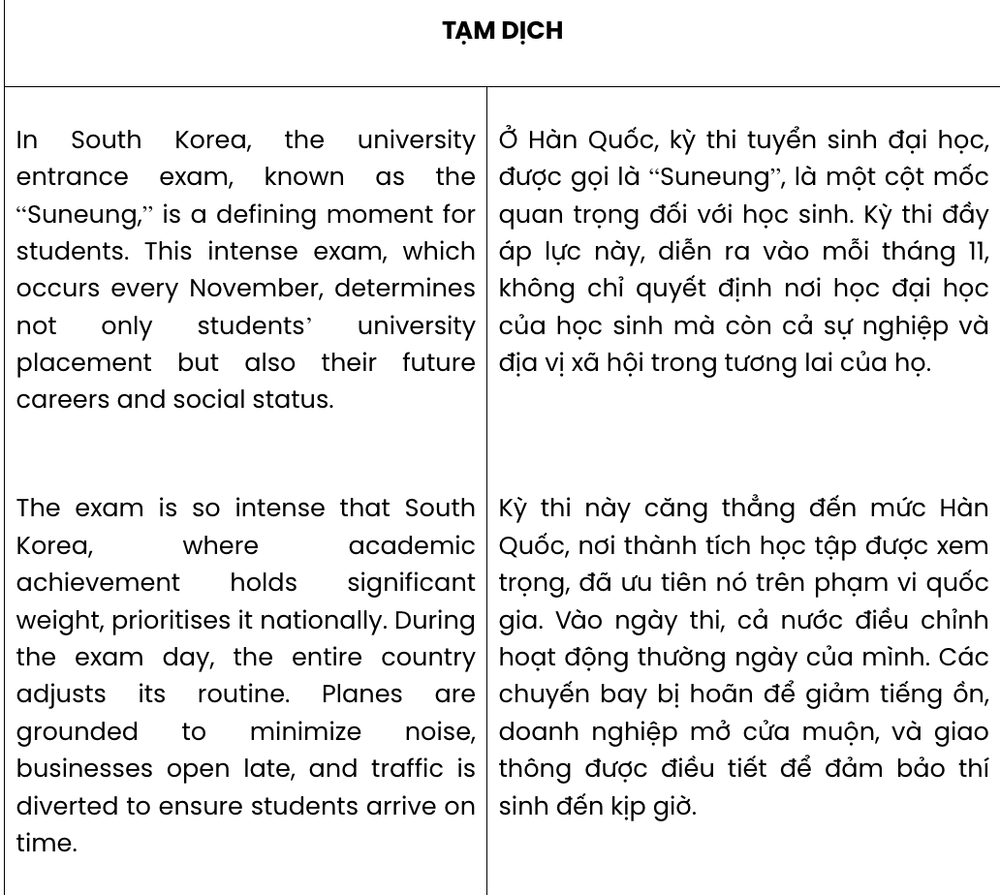 TẠM DỊCH
In South Korea, the university
entrance exam, known as the
“Suneung,” is a defining moment for
students. This intense exam, which
occurs every November, determines
not only students’ university
placement but also their future
careers and social status.
Ở Hàn Quốc, kỳ thi tuyển sinh đại học,
được gọi là “Suneung”, là một cột mốc
quan trọng đối với học sinh. Kỳ thi đầy
áp lực này, diễn ra vào mỗi tháng 11,
không chỉ quyết định nơi học đại học
của học sinh mà còn cả sự nghiệp và
địa vị xã hội trong tương lai của họ.
The exam is so intense that South
Korea, where academic
achievement holds significant
weight, prioritises it nationally. During
the exam day, the entire country
adjusts its routine. Planes are
grounded to minimize noise,
businesses open late, and traffic is
diverted to ensure students arrive on
time.
Kỳ thi này căng thẳng đến mức Hàn
Quốc, nơi thành tích học tập được xem
trọng, đã ưu tiên nó trên phạm vi quốc
gia. Vào ngày thi, cả nước điều chỉnh
hoạt động thường ngày của mình. Các
chuyến bay bị hoãn để giảm tiếng ồn,
doanh nghiệp mở cửa muộn, và giao
thông được điều tiết để đảm bảo thí
sinh đến kịp giờ.